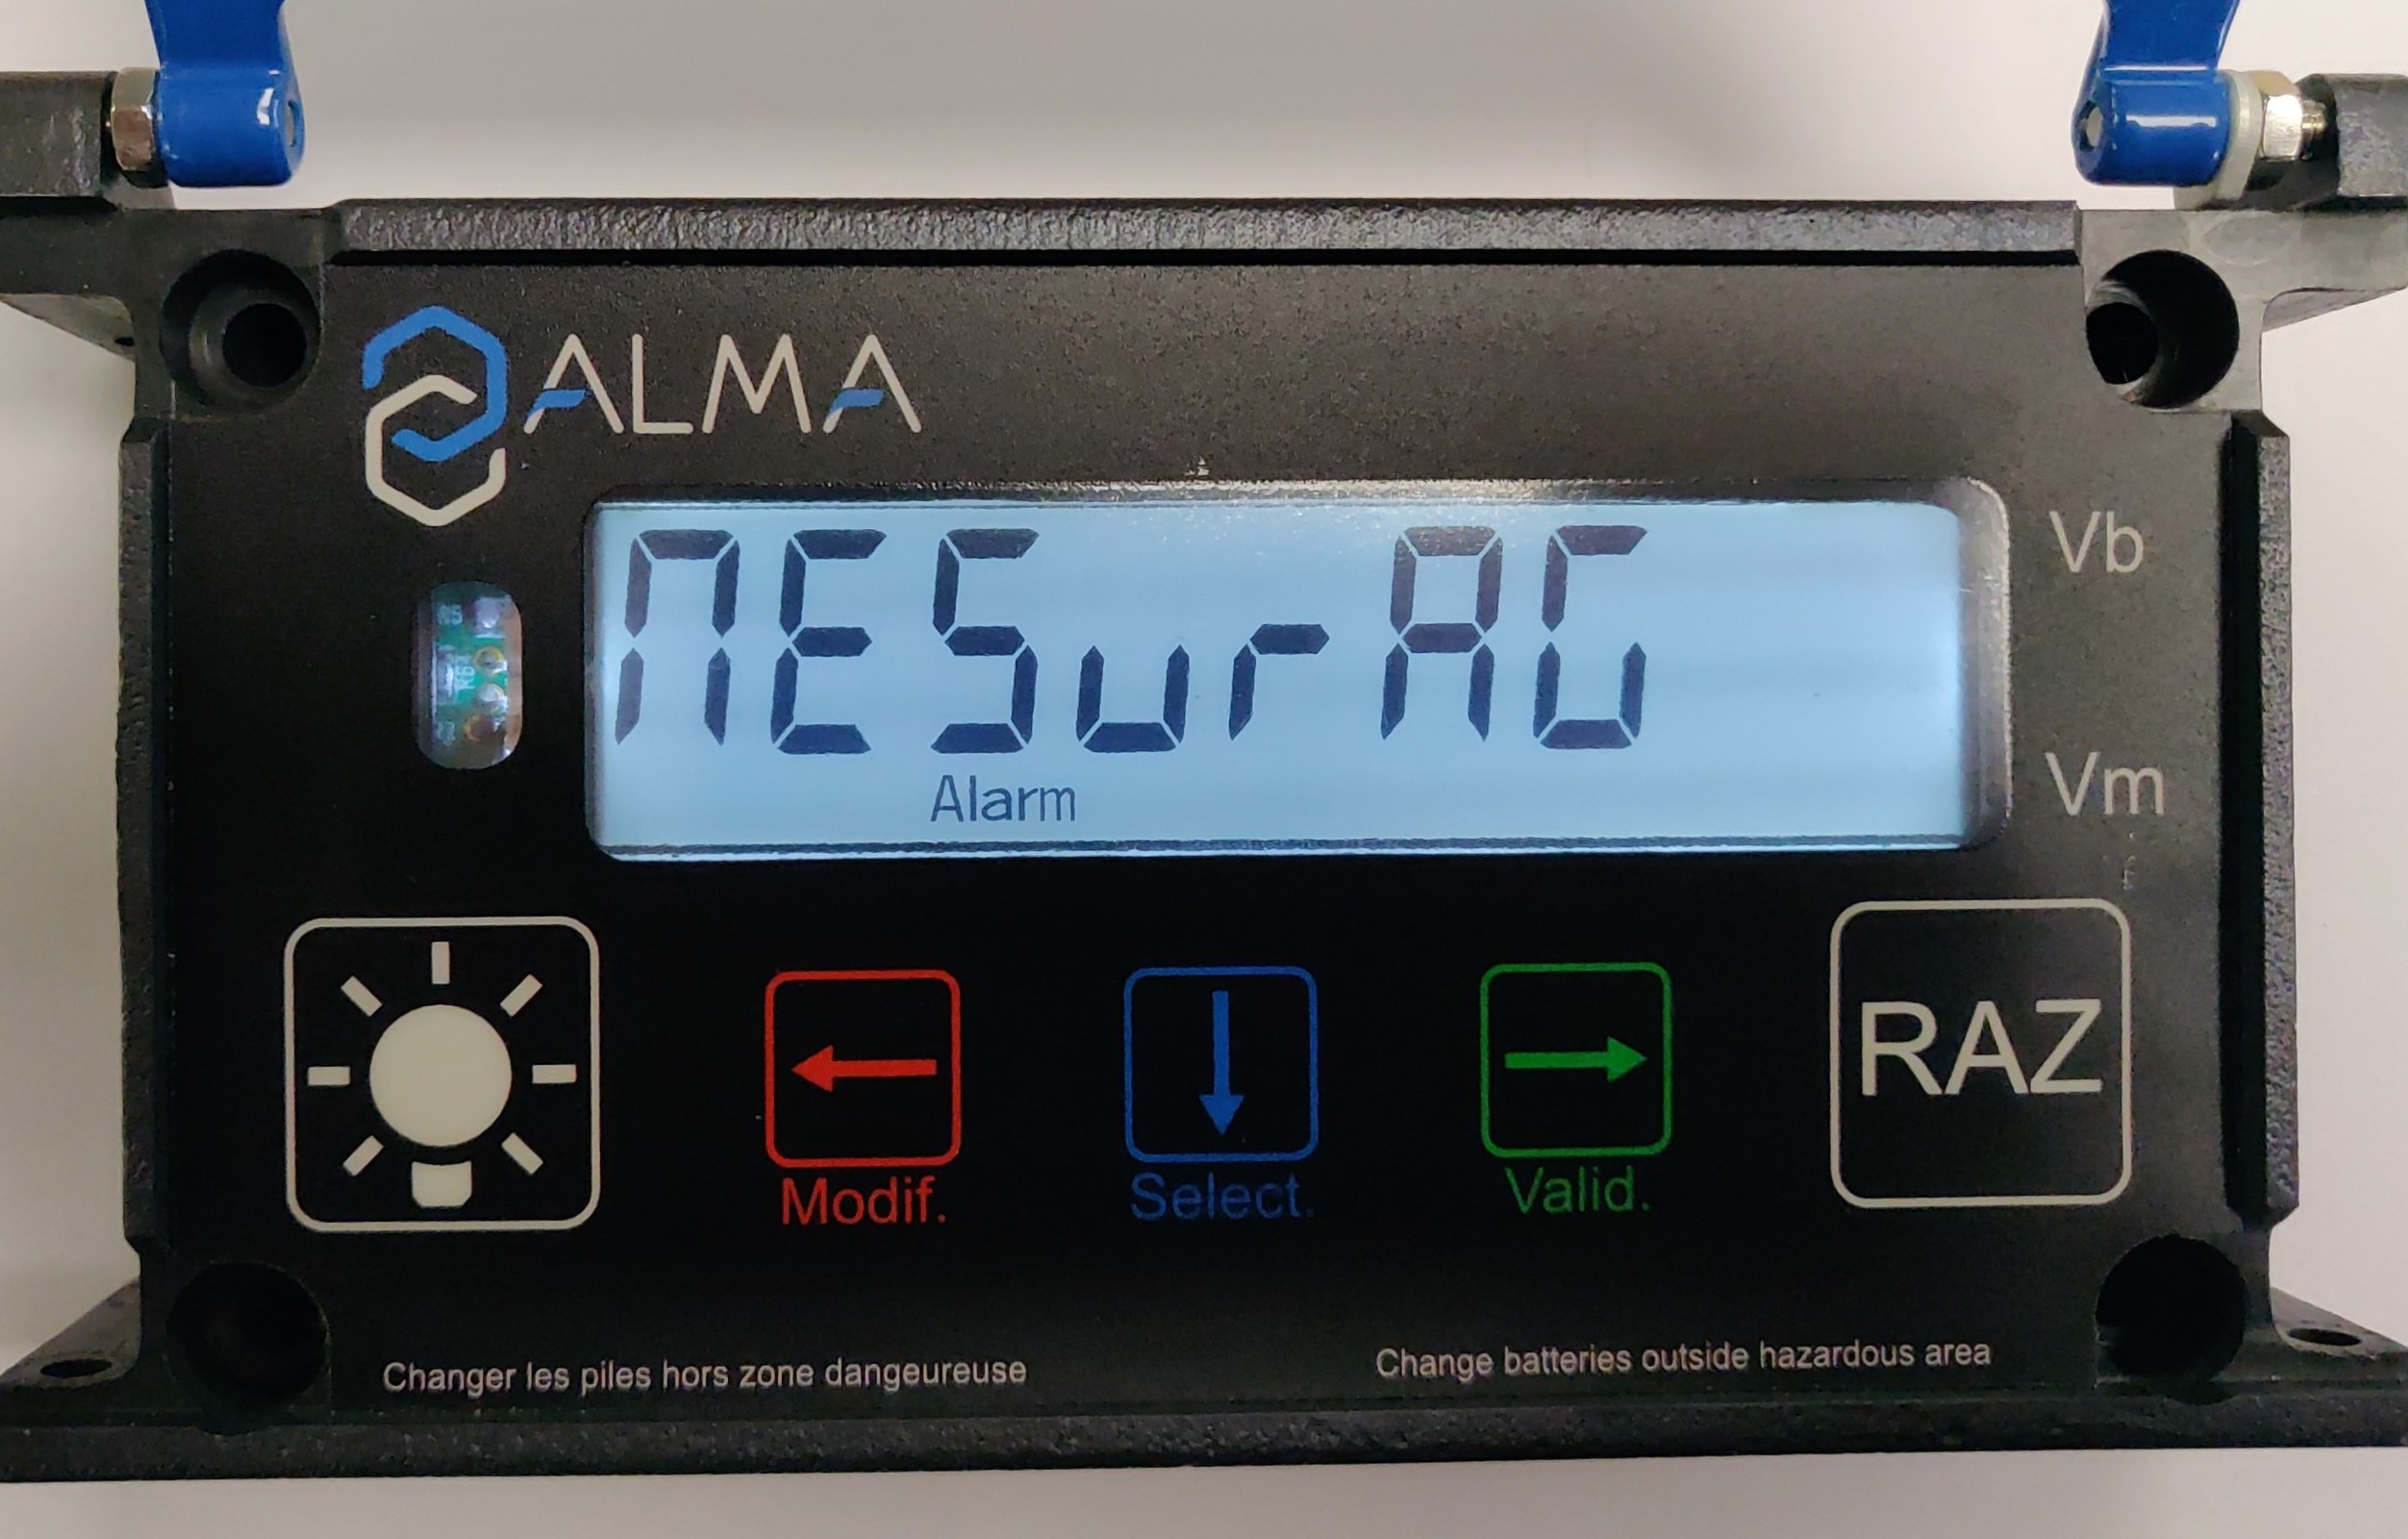 ALMA
MESurAG
Alarm
Vb
Vm
Modif.
Select.
Valid.
RAZ
Changer les piles hors zone dangeureuse
Change batteries outside hazardous area